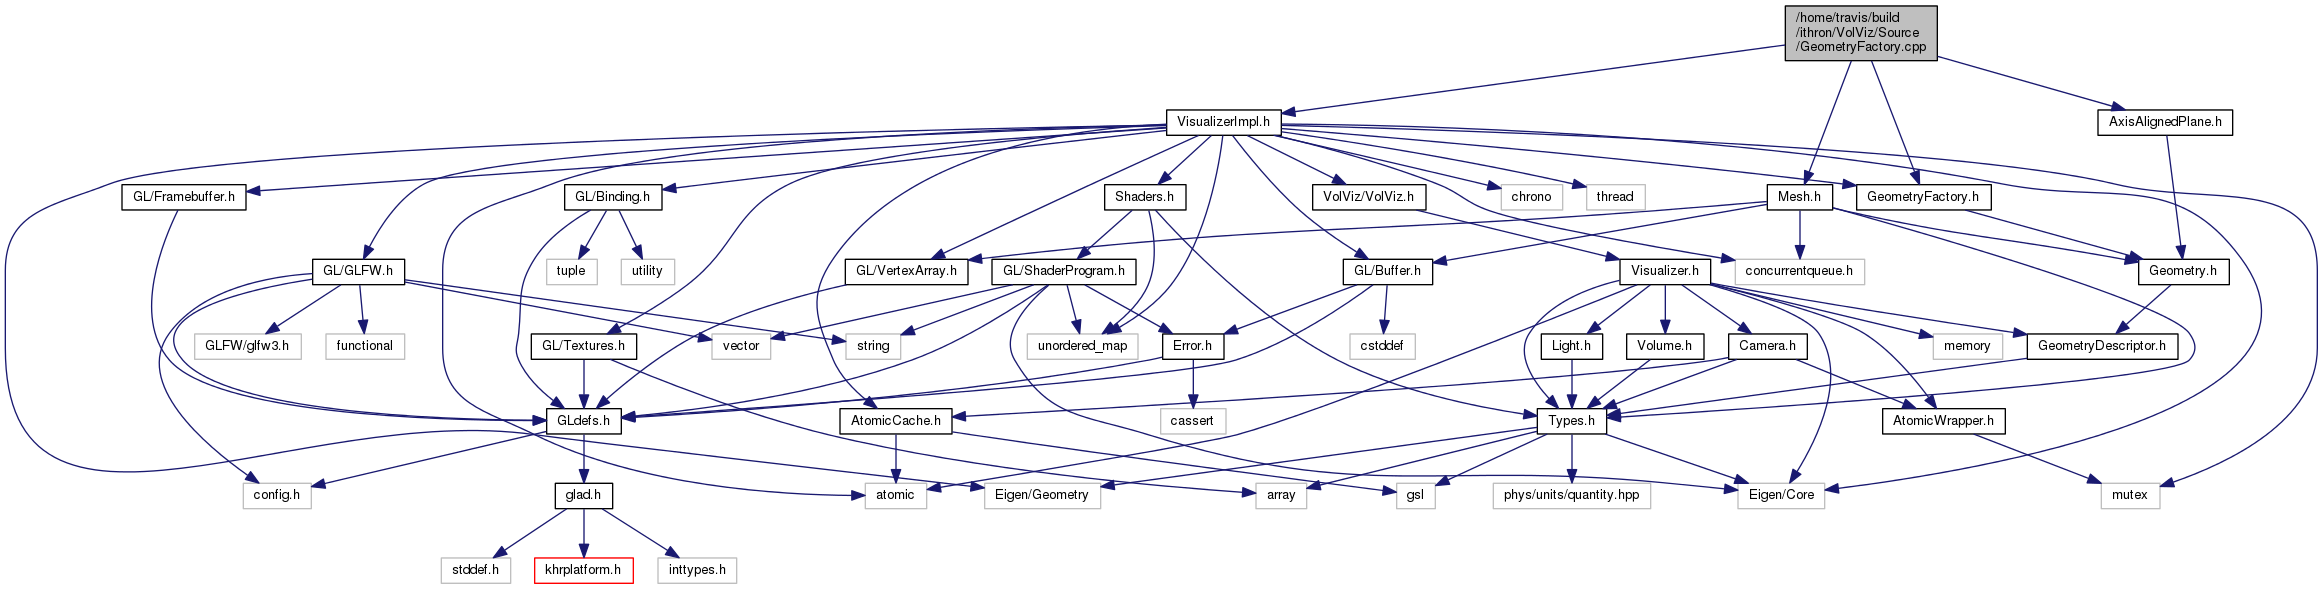 /home/travis/build
/ithron/VolViz/Source
/GeometryFactory.cpp
VisualizerImpl.h
AxisAlignedPlane.h
GL/Framebuffer.h
GL/Binding.h
Shaders.h
VolViz/VolViz.h
chrono
thread
Mesh.h
GeometryFactory.h
GL/GLFW.h
tuple
utility
GL/VertexArray.h
GL/ShaderProgram.h
GL/Buffer.h
Visualizer.h
concurrentqueue.h
Geometry.h
GLFW/glfw3.h
functional
GL/Textures.h
vector
string
unordered_map
Error.h
cstddef
Light.h
Volume.h
Camera.h
memory
GeometryDescriptor.h
GLdefs.h
AtomicCache.h
cassert
Types.h
AtomicWrapper.h
config.h
glad.h
atomic
Eigen/Geometry
array
gsl
phys/units/quantity.hpp
Eigen/Core
mutex
stddef.h
khrplatform.h
inttypes.h